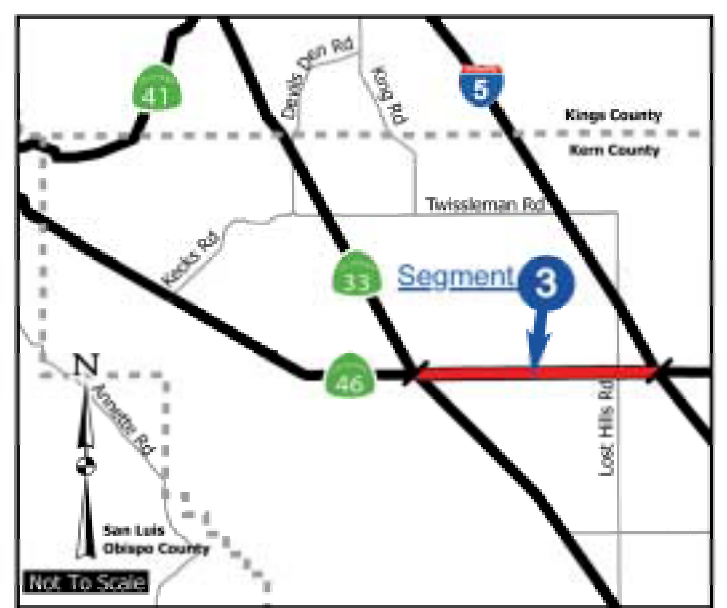 Devils Den Rd
King Rd
41
5
Kings County
Kern County
Twissleman Rd
Kecks Rd
33
Segment 3
46
N
Annette Rd
Lost Hills Rd
San Luis
Obispo County
Not To Scale